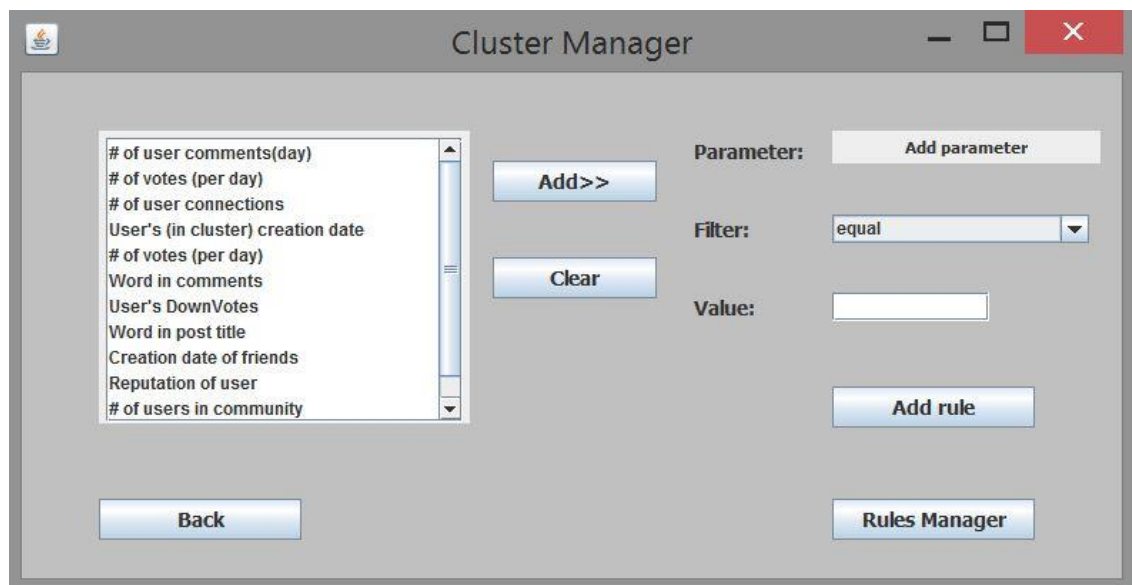 Cluster Manager
# of user comments(day)
# of votes (per day)
# of user connections
User's (in cluster) creation date
# of votes (per day)
Word in comments
User's DownVotes
Word in post title
Creation date of friends
Reputation of user
# of users in community
Add>>
Clear
Parameter: Add parameter
Filter: equal
Value:
Add rule
Back
Rules Manager